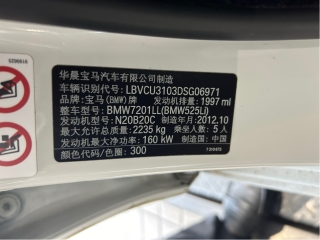 华晨宝马汽车有限公司制造
车辆识别代号：LBVCU3103DSG06971
品牌：宝马(BMW)牌 发动机排量：1997 ml
整车型号：BMW7201LL(BMW525Li)
发动机型号：N20B20C 制造年月：2012.10
最大允许总质量：2235 kg 乘坐人数：5 人
发动机最大净功率：160 kW 制造国：中国
颜色代码/色圈：300